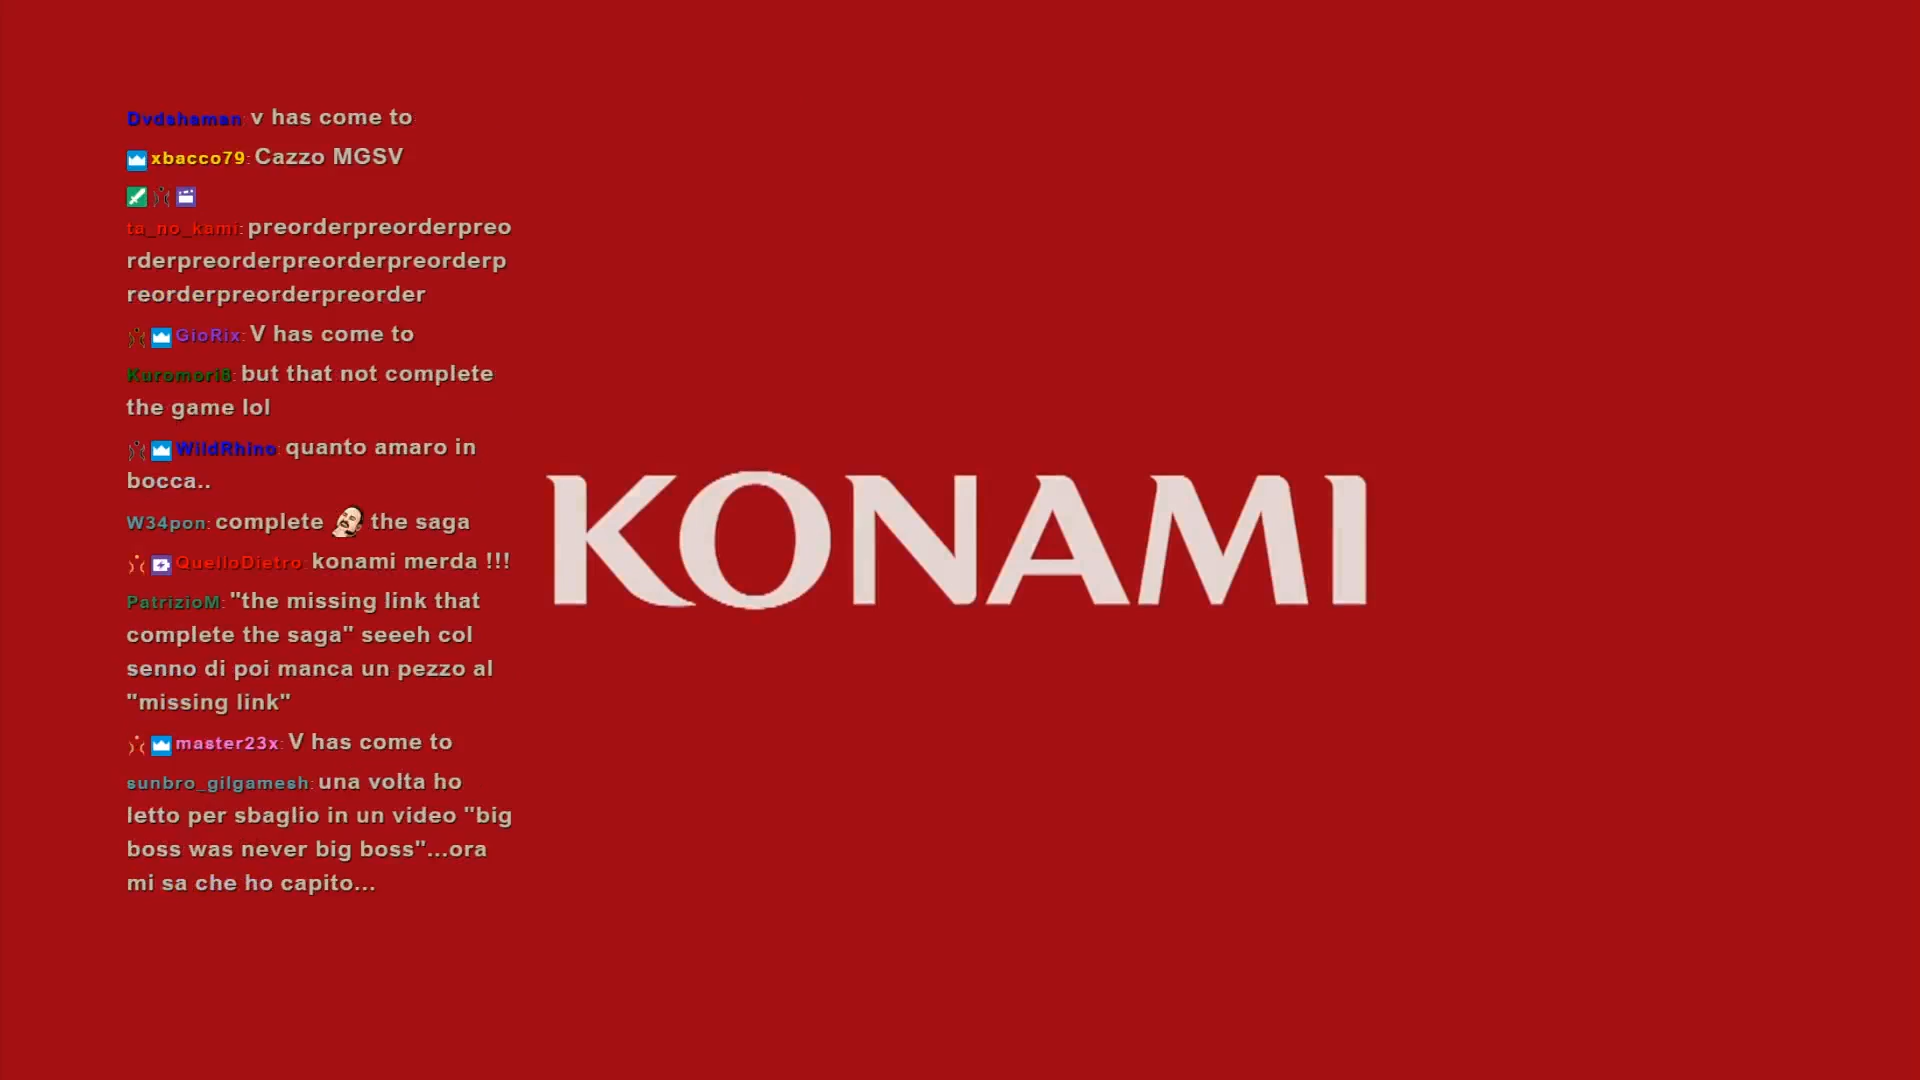 Dvdshaman: v has come to
xbacco79: Cazzo MGSV
ta_no_kami: preorderpreorderpreo
rderpreorderpreorderpreorderp
reorderpreorderpreorder
GioRix: V has come to
Kuromori8: but that not complete
the game lol
WildRhino: quanto amaro in
bocca..
W34pon: complete the saga
QuelloDietro: konami merda !!!
PatrizioM: "the missing link that
complete the saga" seeeh col
senno di poi manca un pezzo al
"missing link"
master23x: V has come to
sunbro_gilgamesh: una volta ho
letto per sbaglio in un video "big
boss was never big boss"...ora
mi sa che ho capito...
KONAMI